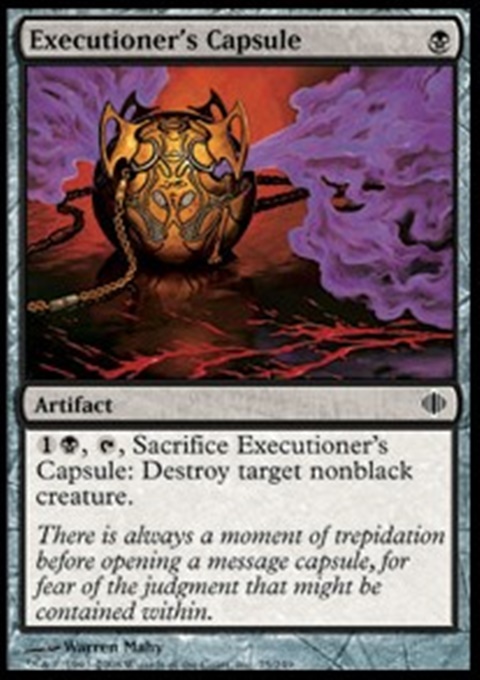 Executioner's Capsule
Artifact
1, , Sacrifice Executioner's
Capsule: Destroy target nonblack
creature.
There is always a moment of trepidation
before opening a message capsule, for
fear of the judgment that might be
contained within.
Warren Mahy